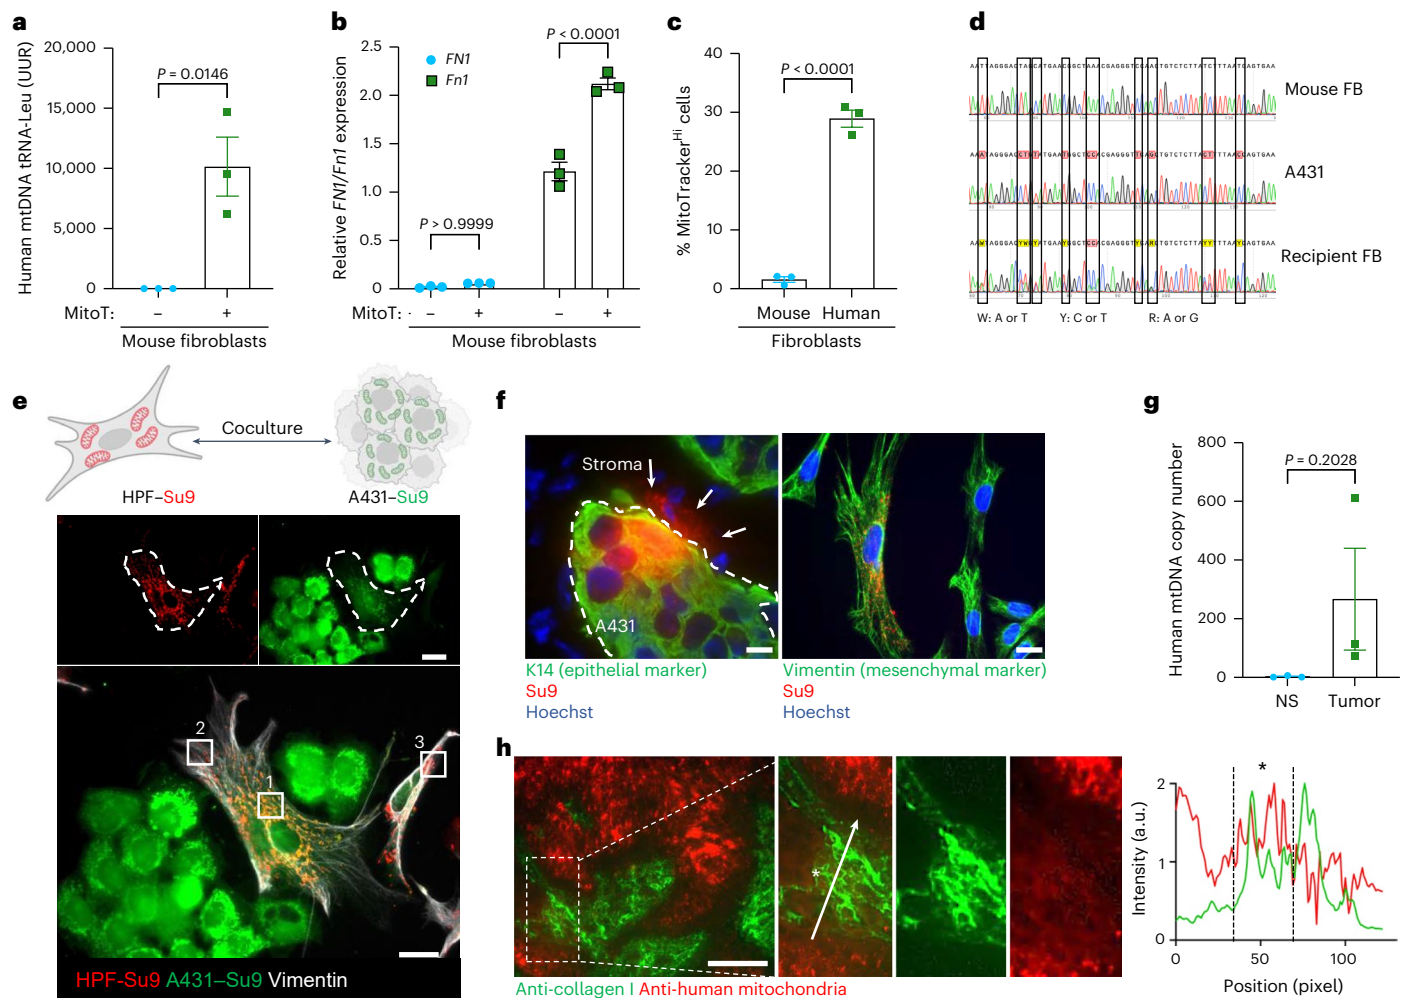 a
Human mtDNA tRNA-Leu (UUR)
20,000
15,000
10,000
5,000
0
P = 0.0146
MitoT:
– +
Mouse fibroblasts
b
Relative FN1/Fn1 expression
2.5
2.0
1.5
1.0
0.5
0
FN1
Fn1
P > 0.9999
P < 0.0001
MitoT:
– + – +
Mouse fibroblasts
c
% MitoTrackerHi cells
40
30
20
10
0
P < 0.0001
Mouse Human
Fibroblasts
d
Mouse FB
A431
Recipient FB
W: A or T Y: C or T R: A or G
e
Coculture
HPF–Su9
A431–Su9
2
1
3
HPF-Su9 A431–Su9 Vimentin
f
Stroma
A431
K14 (epithelial marker)
Su9
Hoechst
Vimentin (mesenchymal marker)
Su9
Hoechst
g
Human mtDNA copy number
800
600
400
200
0
P = 0.2028
NS Tumor
h
*
Anti-collagen I Anti-human mitochondria
Intensity (a.u.)
2
1
0
*
0 50 100
Position (pixel)